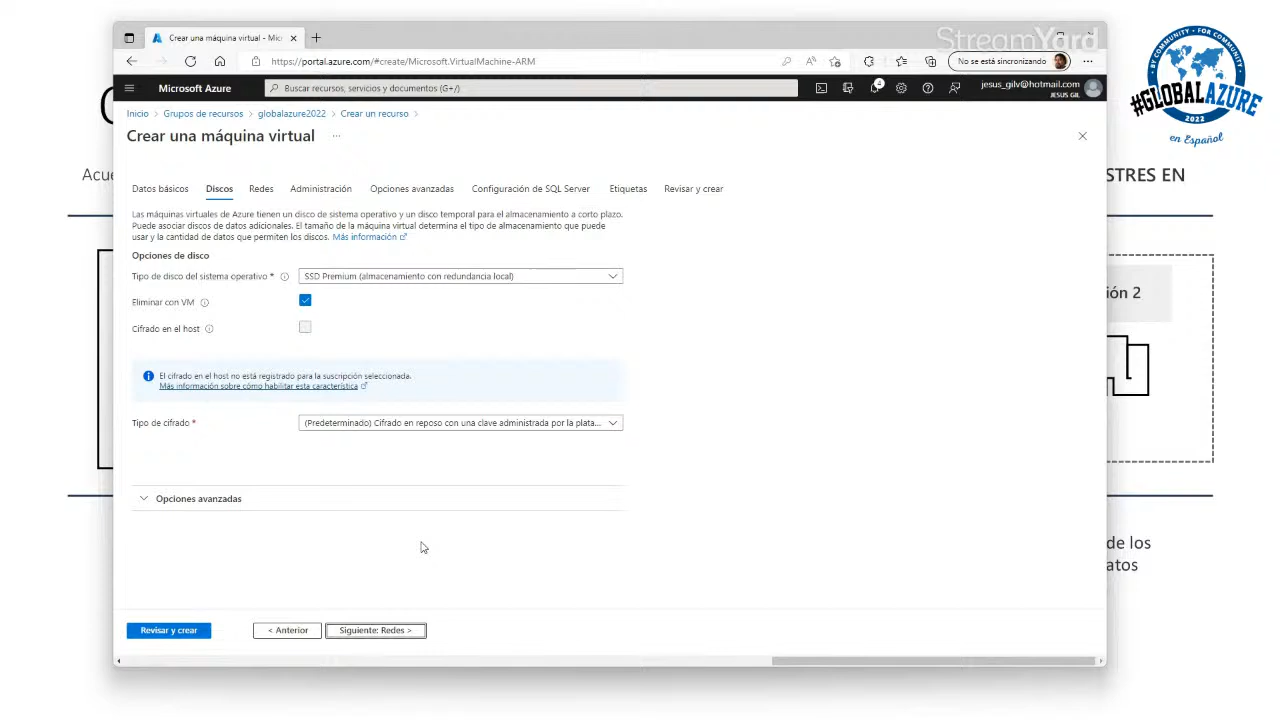 Crear una máquina virtual - Mic
StreamYard
https://portal.azure.com/#create/Microsoft.VirtualMachine-ARM
No se está sincronizando
BY COMMUNITY • FOR COMMUNITY
#GLOBALAZURE
2022
en Español
Microsoft Azure
Buscar recursos, servicios y documentos (G+/)
4
jesus_gilv@hotmail.com
JESUS GIL
Inicio > Grupos de recursos > globalazure2022 > Crear un recurso >
Crear una máquina virtual ...
Acue
STRES EN
Datos básicos Discos Redes Administración Opciones avanzadas Configuración de SQL Server Etiquetas Revisar y crear
Las máquinas virtuales de Azure tienen un disco de sistema operativo y un disco temporal para el almacenamiento a corto plazo.
Puede asociar discos de datos adicionales. El tamaño de la máquina virtual determina el tipo de almacenamiento que puede
usar y la cantidad de datos que permiten los discos. Más información
Opciones de disco
Tipo de disco del sistema operativo * SSD Premium (almacenamiento con redundancia local)
Eliminar con VM
Cifrado en el host
ión 2
El cifrado en el host no está registrado para la suscripción seleccionada.
Más información sobre cómo habilitar esta característica
Tipo de cifrado * (Predeterminado) Cifrado en reposo con una clave administrada por la plata...
Opciones avanzadas
de los
atos
Revisar y crear < Anterior Siguiente: Redes >